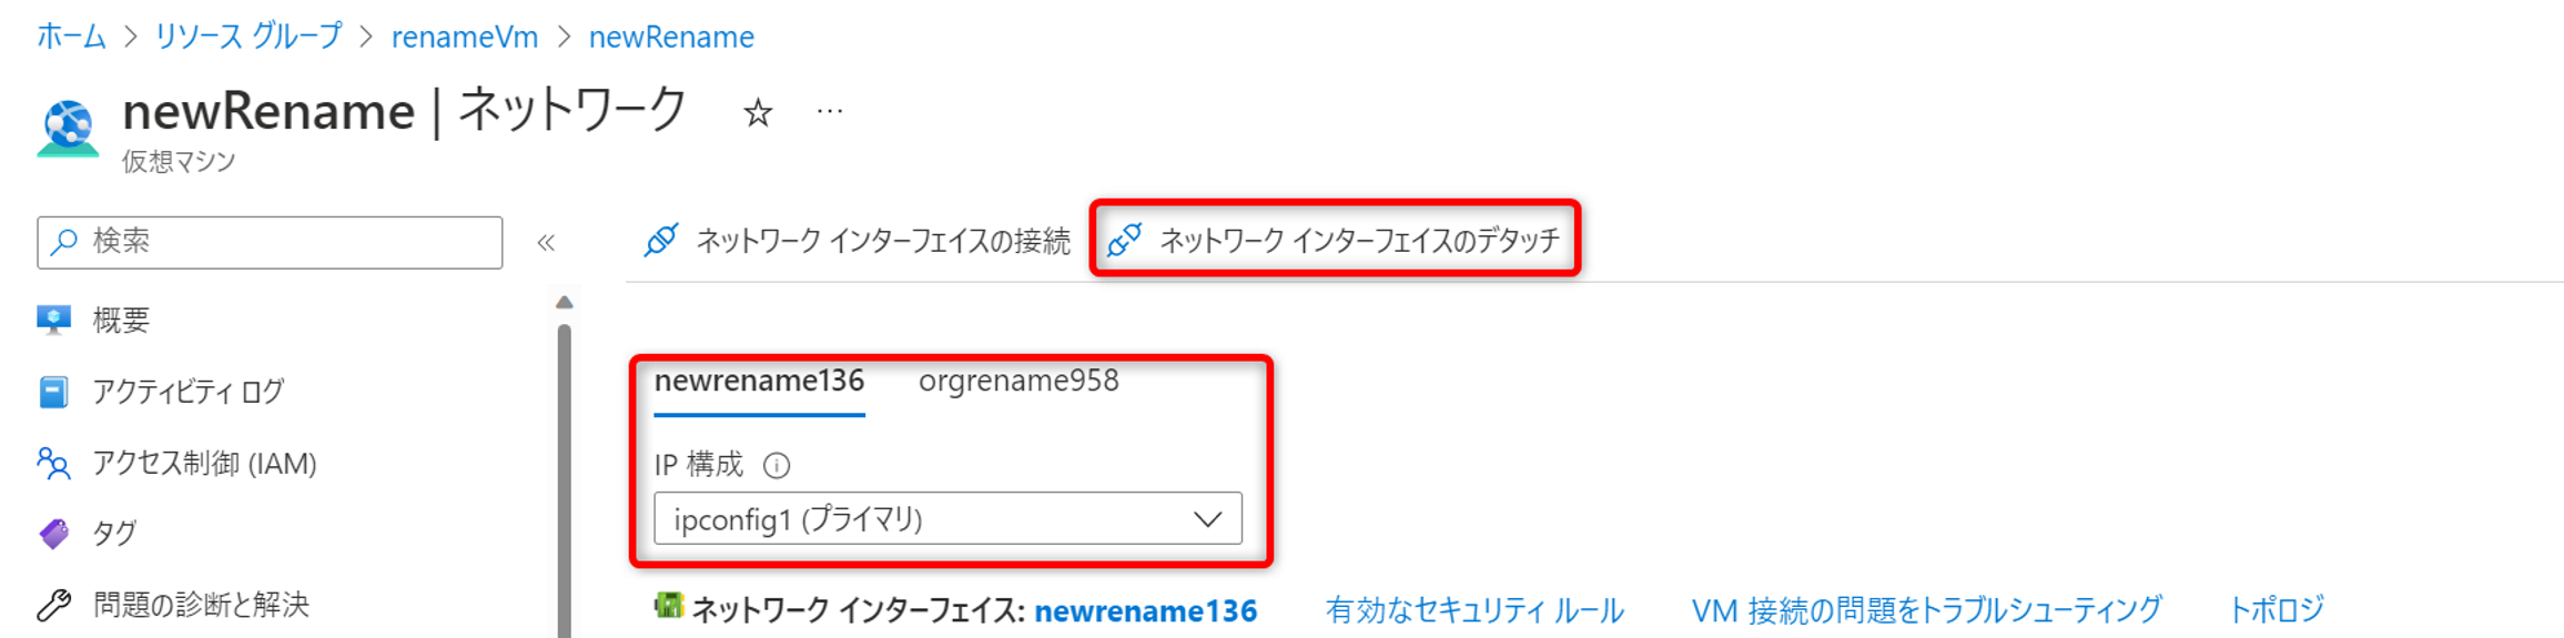 ホーム > リソース グループ > renameVm > newRename
newRename | ネットワーク ☆ …
仮想マシン
検索 «
ネットワーク インターフェイスの接続 ネットワーク インターフェイスのデタッチ
概要
アクティビティ ログ
アクセス制御 (IAM)
タグ
問題の診断と解決
newrename136 orgrename958
IP 構成
ipconfig1 (プライマリ)
ネットワーク インターフェイス: newrename136 有効なセキュリティ ルール VM 接続の問題をトラブルシューティング トポロジ